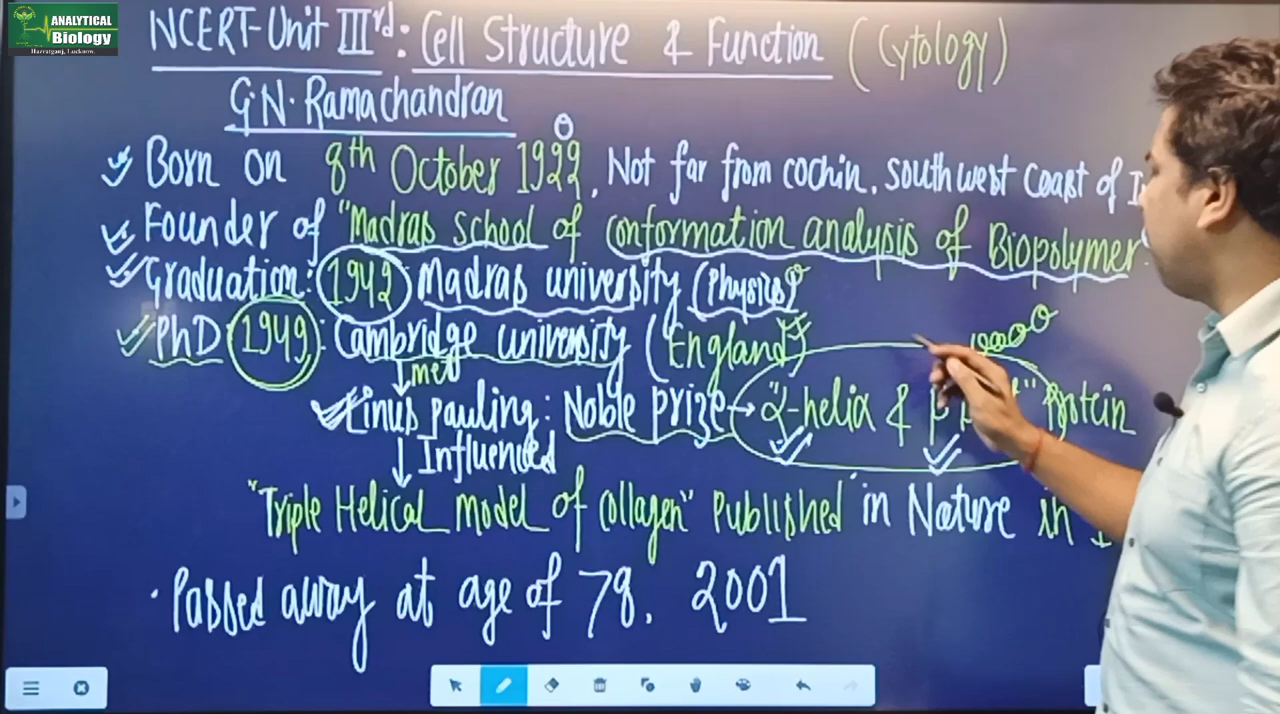 ANALYTICAL
Biology
Hazratganj, Lucknow.
NCERT-Unit IIIrd: Cell Structure & Function (Cytology)
G.N. Ramachandran
Born on 8th October 1922, Not far from cochin, southwest coast of
Founder of "Madras school of conformation analysis of Biopolymer
Graduation: 1942 Madras university (Physics)
PhD 1949: Cambridge university (England)
met
Linus pauling: Noble prize → "α-helix & β Protein
Influenced
"Triple Helical Model of collagen" Published in Nature in
· Passed away at age of 78. 2001